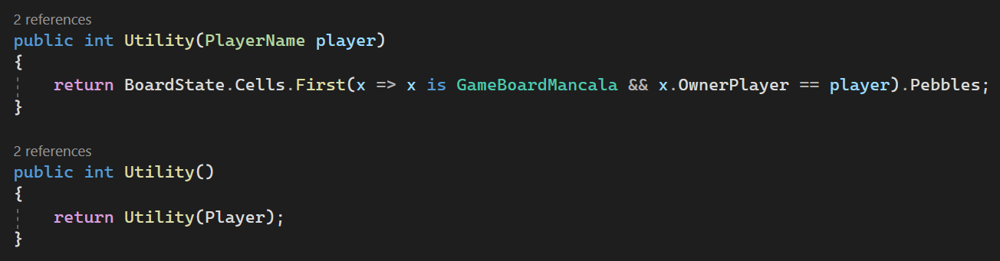 2 references
public int Utility(PlayerName player)
{
return BoardState.Cells.First(x => x is GameBoardMancala && x.OwnerPlayer == player).Pebbles;
}
2 references
public int Utility()
{
return Utility(Player);
}